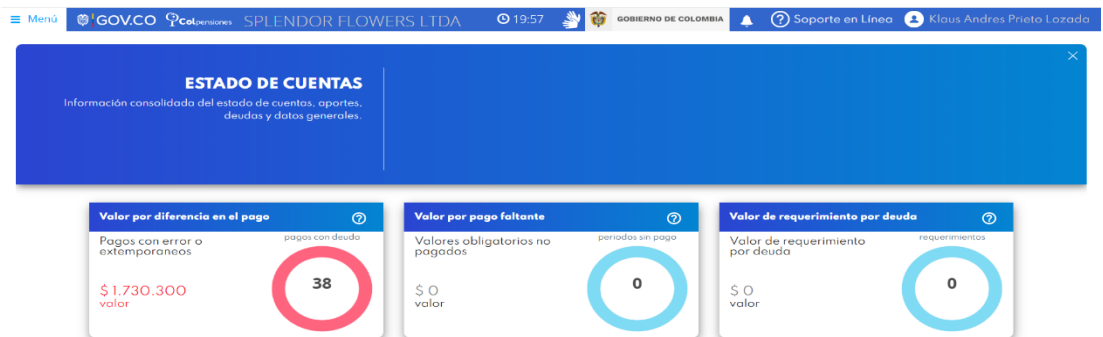 Menú GOV.CO Colpensiones SPLENDOR FLOWERS LTDA 19:57 GOBIERNO DE COLOMBIA Soporte en Línea Klaus Andres Prieto Lozada
ESTADO DE CUENTAS
Información consolidada del estado de cuentas, aportes,
deudas y datos generales.
Valor por diferencia en el pago
Pagos con error o
extemporaneos
pagos con deuda
38
$ 1.730.300
valor
Valor por pago faltante
Valores obligatorios no
pagados
periodos sin pago
0
$ 0
valor
Valor de requerimiento por deuda
Valor de requerimiento
por deuda
requerimientos
0
$ 0
valor